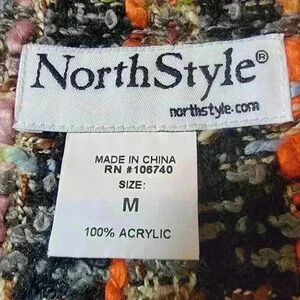 NorthStyle®
northstyle.com
MADE IN CHINA
RN #106740
SIZE:
M
100% ACRYLIC